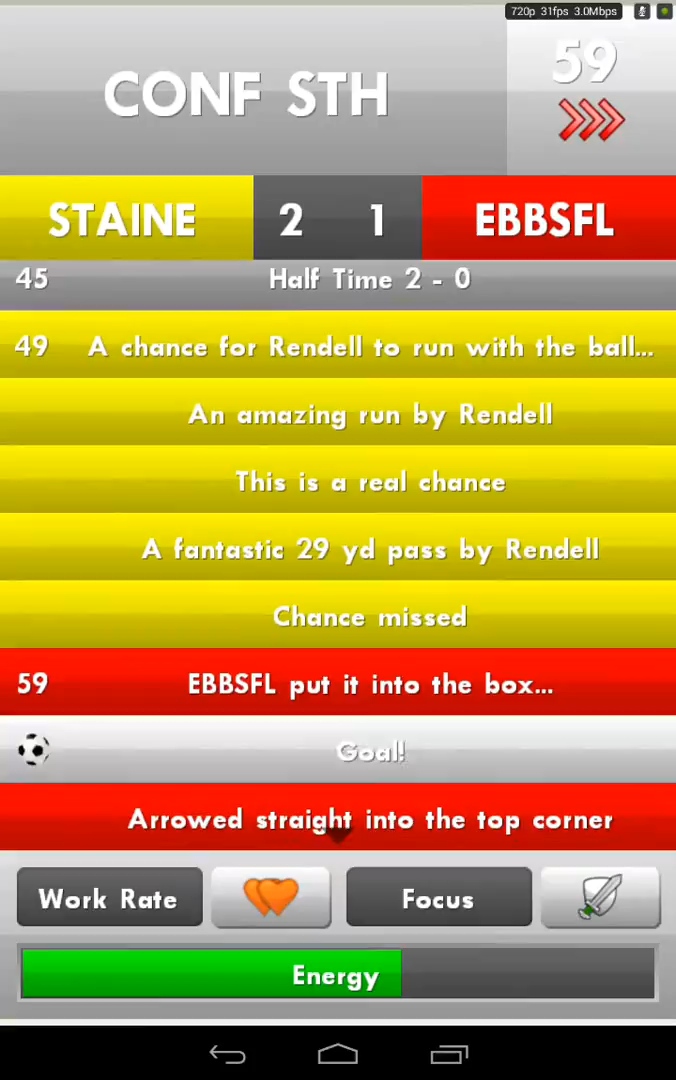 720p 31fps 3.0Mbps
CONF STH
59
STAINE 2 1 EBBSFL
45 Half Time 2 - 0
49 A chance for Rendell to run with the ball...
An amazing run by Rendell
This is a real chance
A fantastic 29 yd pass by Rendell
Chance missed
59 EBBSFL put it into the box...
Goal!
Arrowed straight into the top corner
Work Rate Focus
Energy